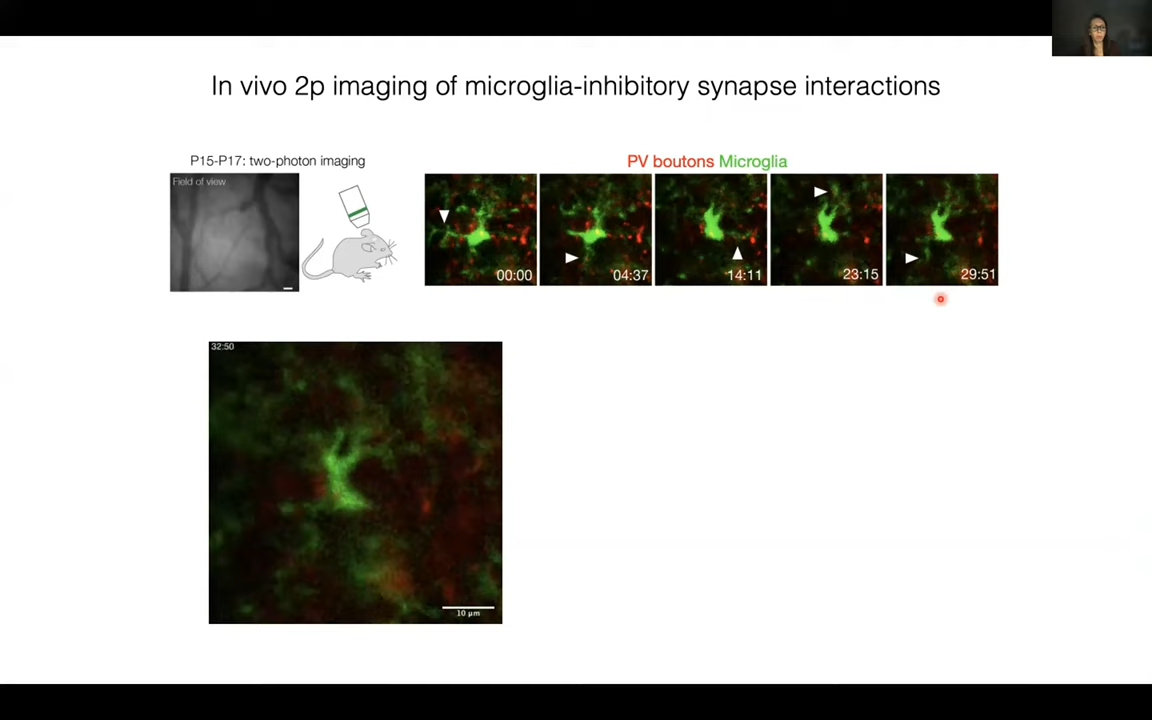 In vivo 2p imaging of microglia-inhibitory synapse interactions
P15-P17: two-photon imaging
Field of view
PV boutons Microglia
00:00
04:37
14:11
23:15
29:51
32:50
10 μm